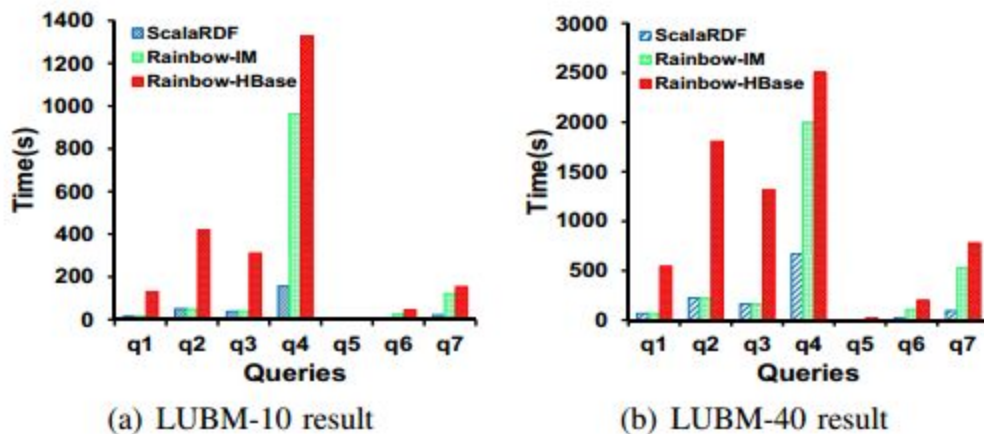 1400
1200
1000
800
600
400
200
0
Time(s)
ScalaRDF
Rainbow-IM
Rainbow-HBase
q1 q2 q3 q4 q5 q6 q7
Queries
(a) LUBM-10 result
3000
2500
2000
1500
1000
500
0
Time(s)
ScalaRDF
Rainbow-IM
Rainbow-HBase
q1 q2 q3 q4 q5 q6 q7
Queries
(b) LUBM-40 result